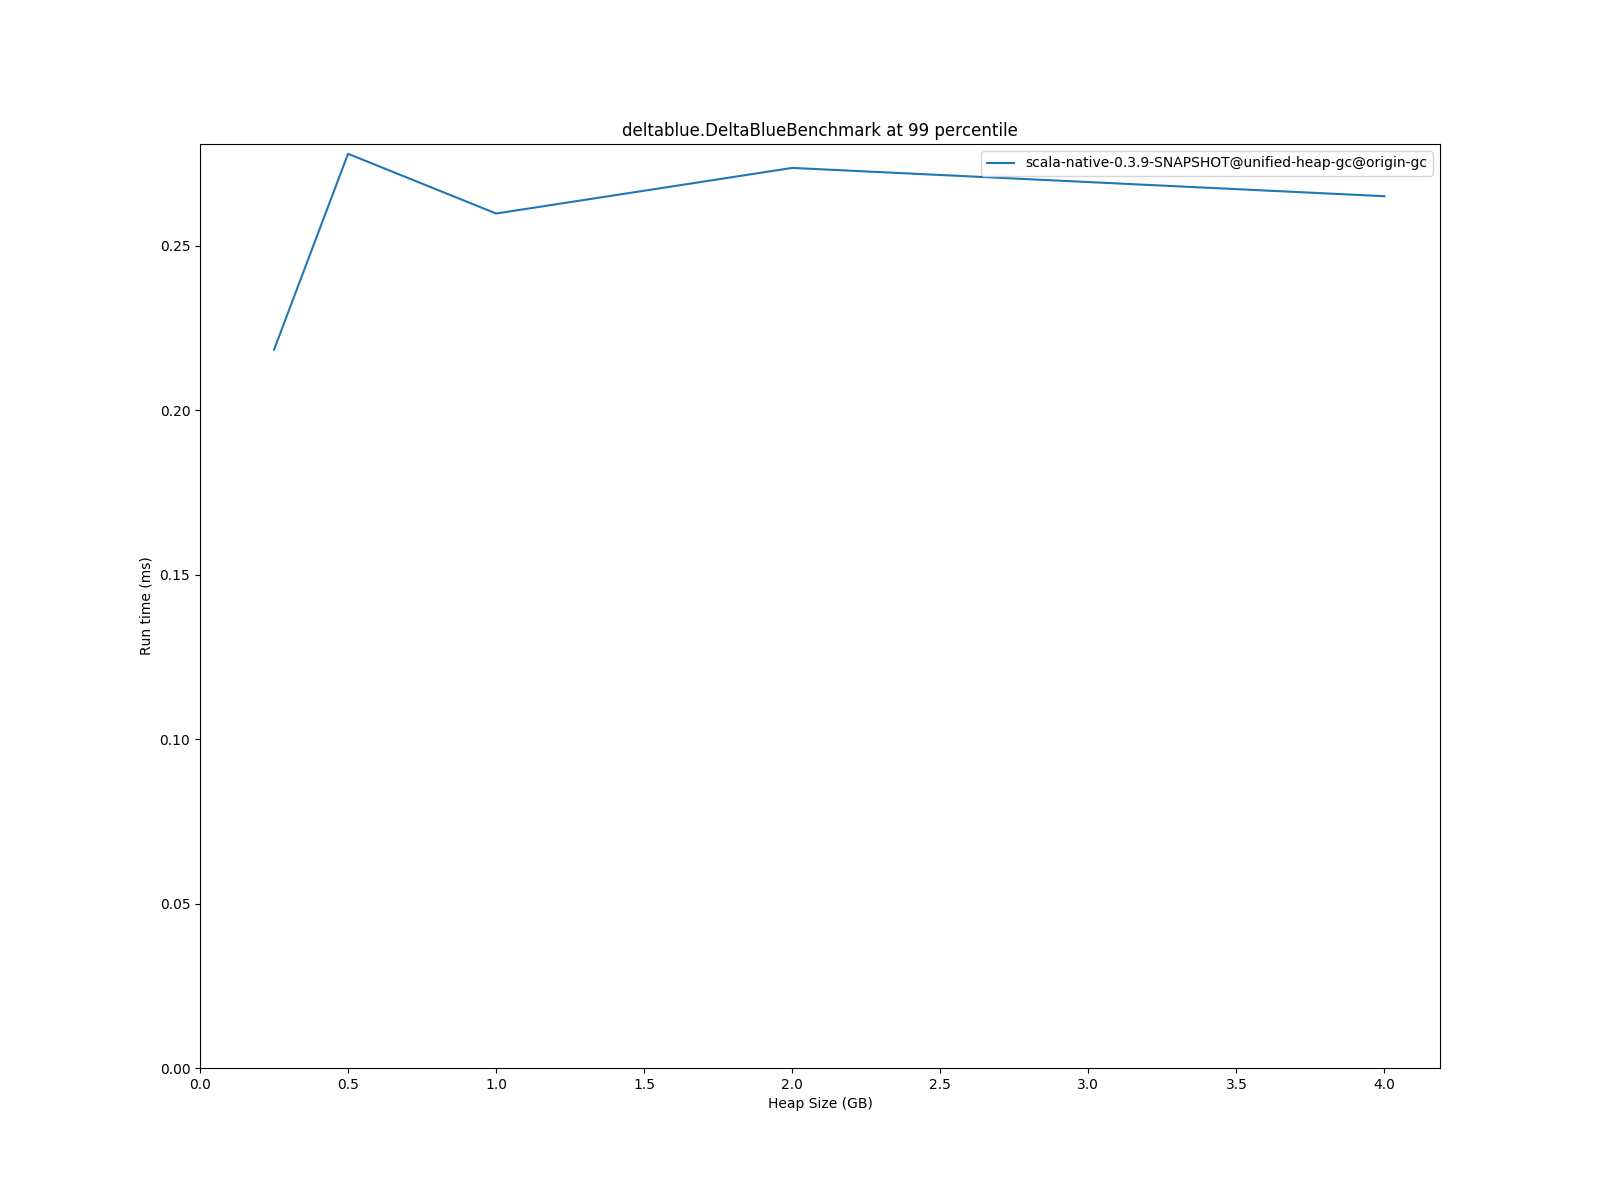 deltablue.DeltaBlueBenchmark at 99 percentile
scala-native-0.3.9-SNAPSHOT@unified-heap-gc@origin-gc
0.25
0.20
0.15
0.10
0.05
0.00
Run time (ms)
0.0 0.5 1.0 1.5 2.0 2.5 3.0 3.5 4.0
Heap Size (GB)